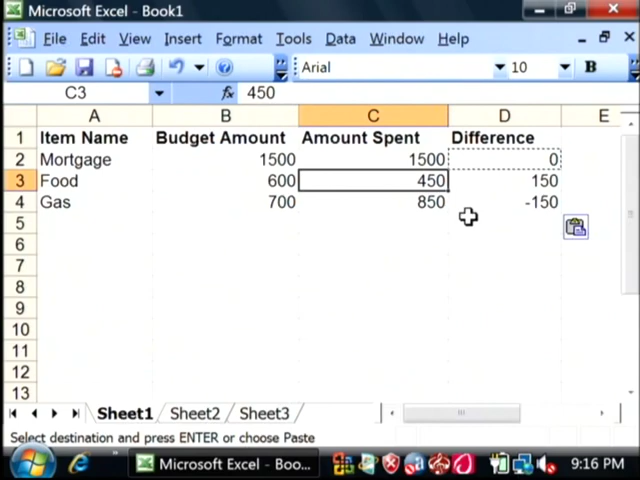 Microsoft Excel - Book1
File Edit View Insert Format Tools Data Window Help
Arial 10 B
C3 fx 450
A B C D E
1 Item Name Budget Amount Amount Spent Difference
2 Mortgage 1500 1500 0
3 Food 600 450 150
4 Gas 700 850 -150
5
6
7
8
9
10
11
12
13
Sheet1 Sheet2 Sheet3
Select destination and press ENTER or choose Paste
Microsoft Excel - Boo... 9:16 PM